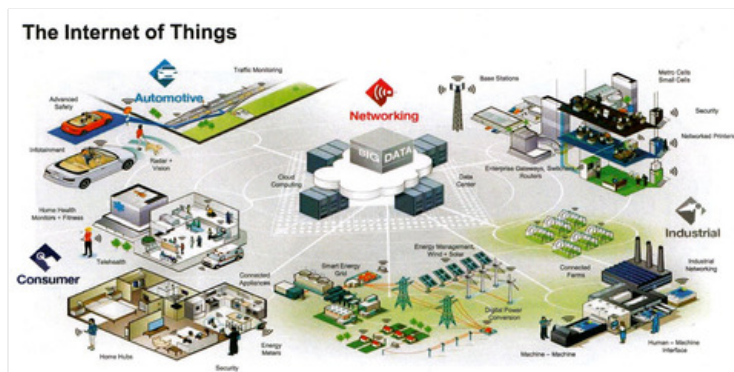 The Internet of Things
Advanced
Safety
Automotive
Traffic Monitoring
Infotainment
Radar +
Vision
Networking
BIG DATA
Cloud
Computing
Data
Center
Base Stations
Metro Cells
Small Cells
Security
Networked Printers
Enterprise Gateways, Switches
Routers
Home Health
Monitors + Fitness
Telehealth
Consumer
Connected
Appliances
Smart Energy
Grid
Energy Management,
Wind + Solar
Digital Power
Conversion
Connected
Farms
Industrial
Industrial
Networking
Home Hubs
Security
Energy
Meters
Machine – Machine
Human – Machine
Interface